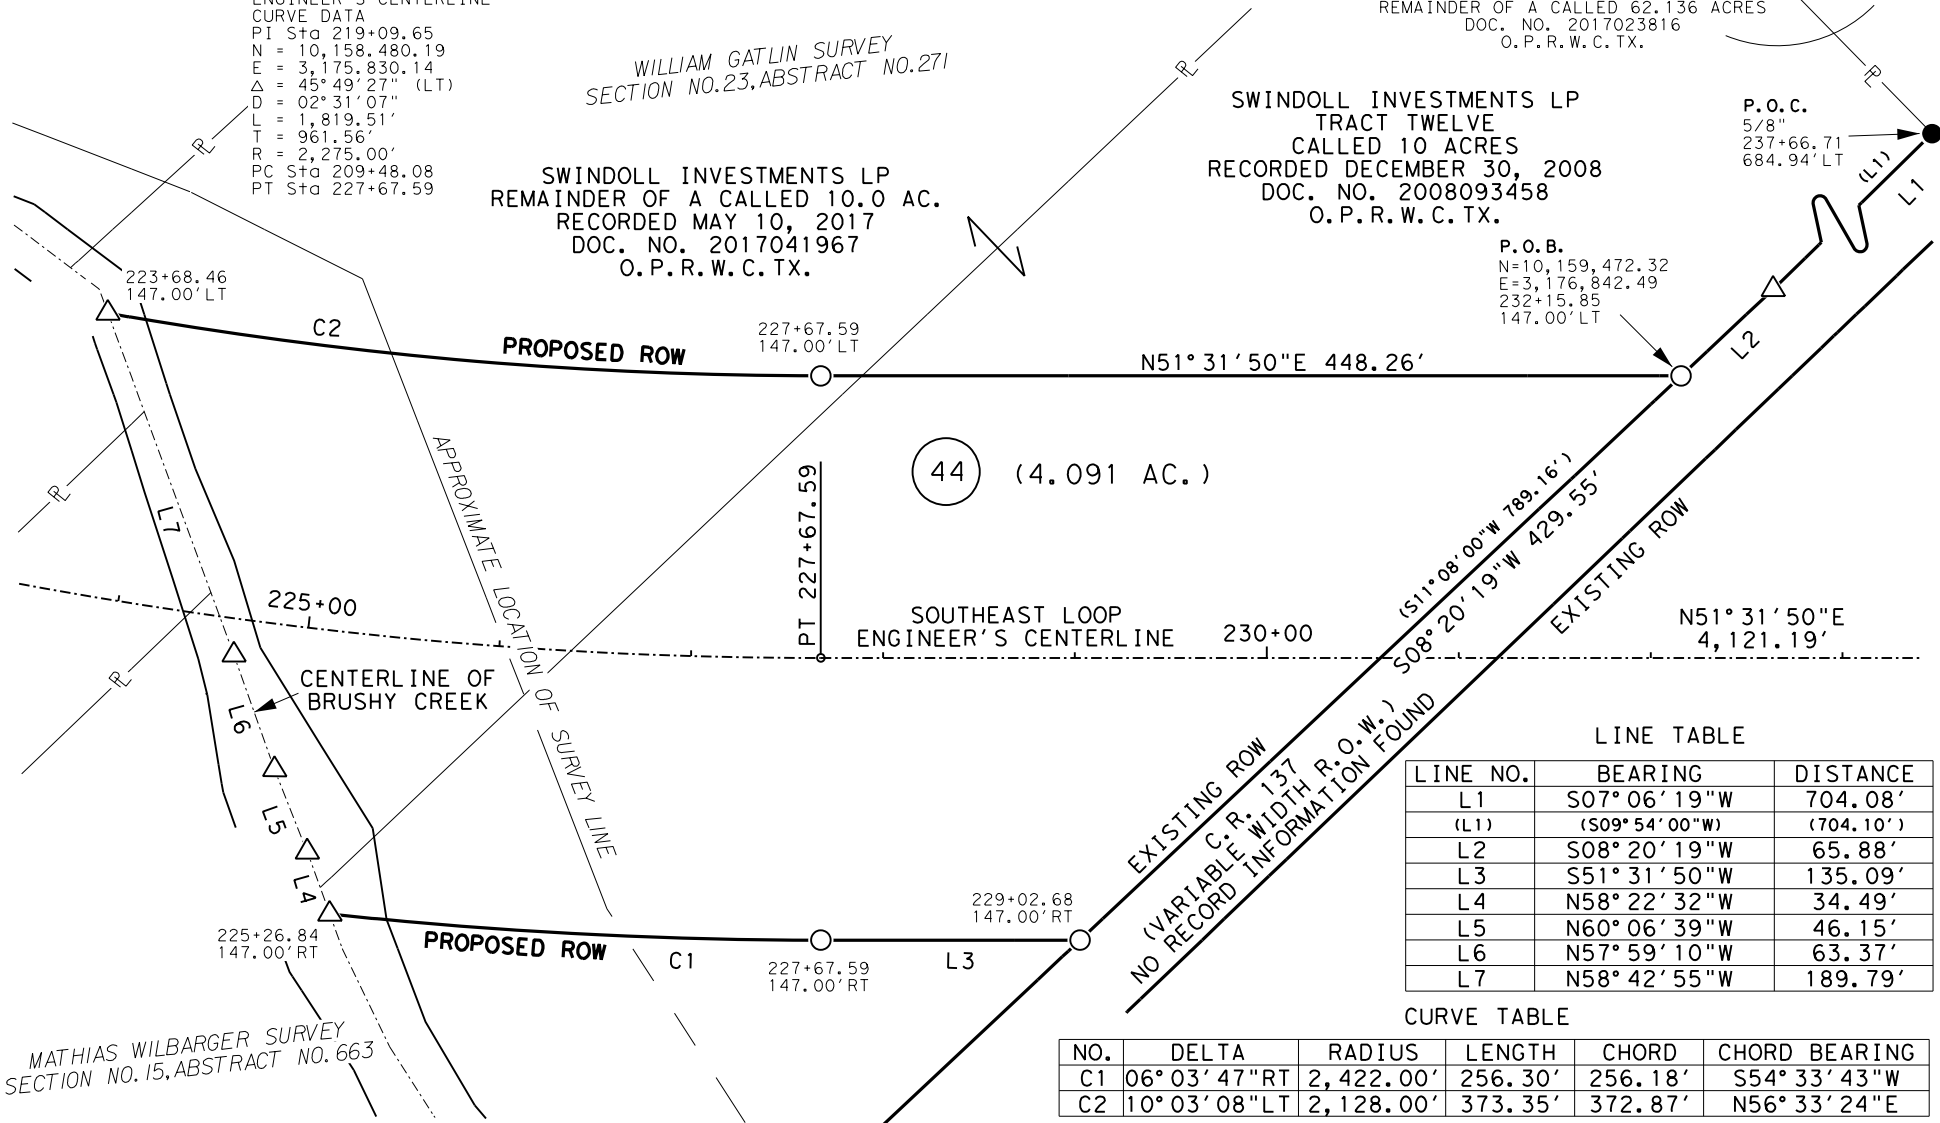 ENGINEER'S CENTERLINE
CURVE DATA
PI Sta 219+09.65
N = 10,158.480.19
E = 3,175.830.14
△ = 45°49'27" (LT)
D = 02°31'07"
L = 1,819.51'
T = 961.56'
R = 2,275.00'
PC Sta 209+48.08
PT Sta 227+67.59
WILLIAM GATLIN SURVEY
SECTION NO.23,ABSTRACT NO.271
REMAINDER OF A CALLED 62.136 ACRES
DOC. NO. 2017023816
O.P.R.W.C.TX.
SWINDOLL INVESTMENTS LP
REMAINDER OF A CALLED 10.0 AC.
RECORDED MAY 10, 2017
DOC. NO. 2017041967
O.P.R.W.C.TX.
SWINDOLL INVESTMENTS LP
TRACT TWELVE
CALLED 10 ACRES
RECORDED DECEMBER 30, 2008
DOC. NO. 2008093458
O.P.R.W.C.TX.
P.O.C.
5/8"
237+66.71
684.94'LT
(L1)
L1
P.O.B.
N=10,159,472.32
E=3,176,842.49
232+15.85
147.00'LT
L2
223+68.46
147.00'LT
C2
PROPOSED ROW
227+67.59
147.00'LT
N51°31'50"E 448.26'
44 (4.091 AC.)
PT 227+67.59
APPROXIMATE LOCATION OF SURVEY LINE
(S11°08'00"W 789.16')
S08°20'19"W 429.55'
EXISTING ROW
L7
225+00
SOUTHEAST LOOP
ENGINEER'S CENTERLINE
230+00
N51°31'50"E
4,121.19'
CENTERLINE OF
BRUSHY CREEK
L6
L5
L4
EXISTING ROW
C.R. 137
(VARIABLE WIDTH R.O.W.)
NO RECORD INFORMATION FOUND
225+26.84
147.00'RT
PROPOSED ROW
C1
227+67.59
147.00'RT
L3
229+02.68
147.00'RT
MATHIAS WILBARGER SURVEY
SECTION NO.15,ABSTRACT NO.663
LINE TABLE
LINE NO. BEARING DISTANCE
L1 S07°06'19"W 704.08'
(L1) (S09°54'00"W) (704.10')
L2 S08°20'19"W 65.88'
L3 S51°31'50"W 135.09'
L4 N58°22'32"W 34.49'
L5 N60°06'39"W 46.15'
L6 N57°59'10"W 63.37'
L7 N58°42'55"W 189.79'
CURVE TABLE
NO. DELTA RADIUS LENGTH CHORD CHORD BEARING
C1 06°03'47"RT 2,422.00' 256.30' 256.18' S54°33'43"W
C2 10°03'08"LT 2,128.00' 373.35' 372.87' N56°33'24"E